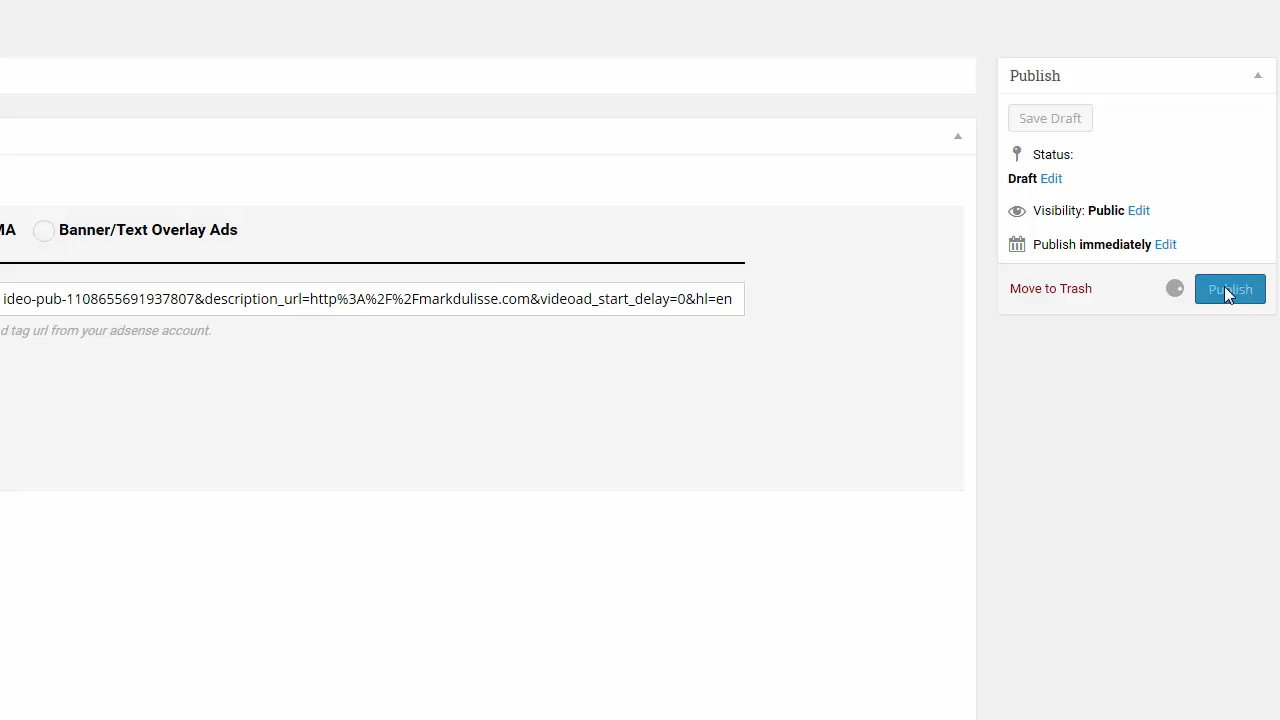 Publish
Save Draft
Status:
Draft Edit
Visibility: Public Edit
MA Banner/Text Overlay Ads
Publish immediately Edit
Move to Trash Publish
ideo-pub-1108655691937807&description_url=http%3A%2F%2Fmarkdulisse.com&videoad_start_delay=0&hl=en
d tag url from your adsense account.